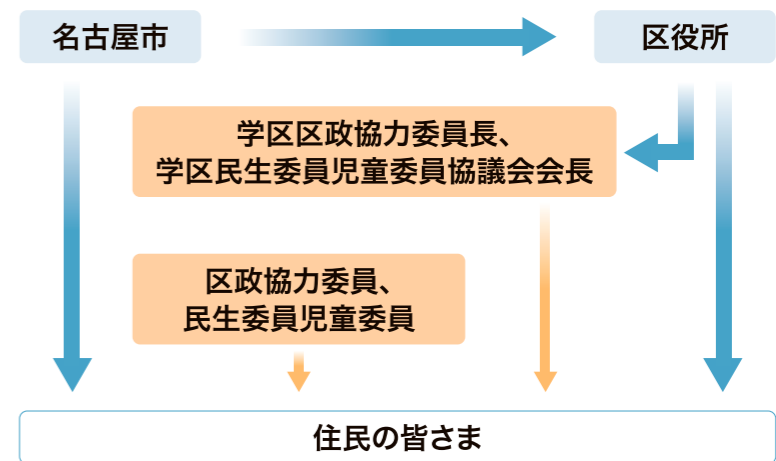 名古屋市
区役所
学区区政協力委員長、
学区民生委員児童委員協議会会長
区政協力委員、
民生委員児童委員
住民の皆さま